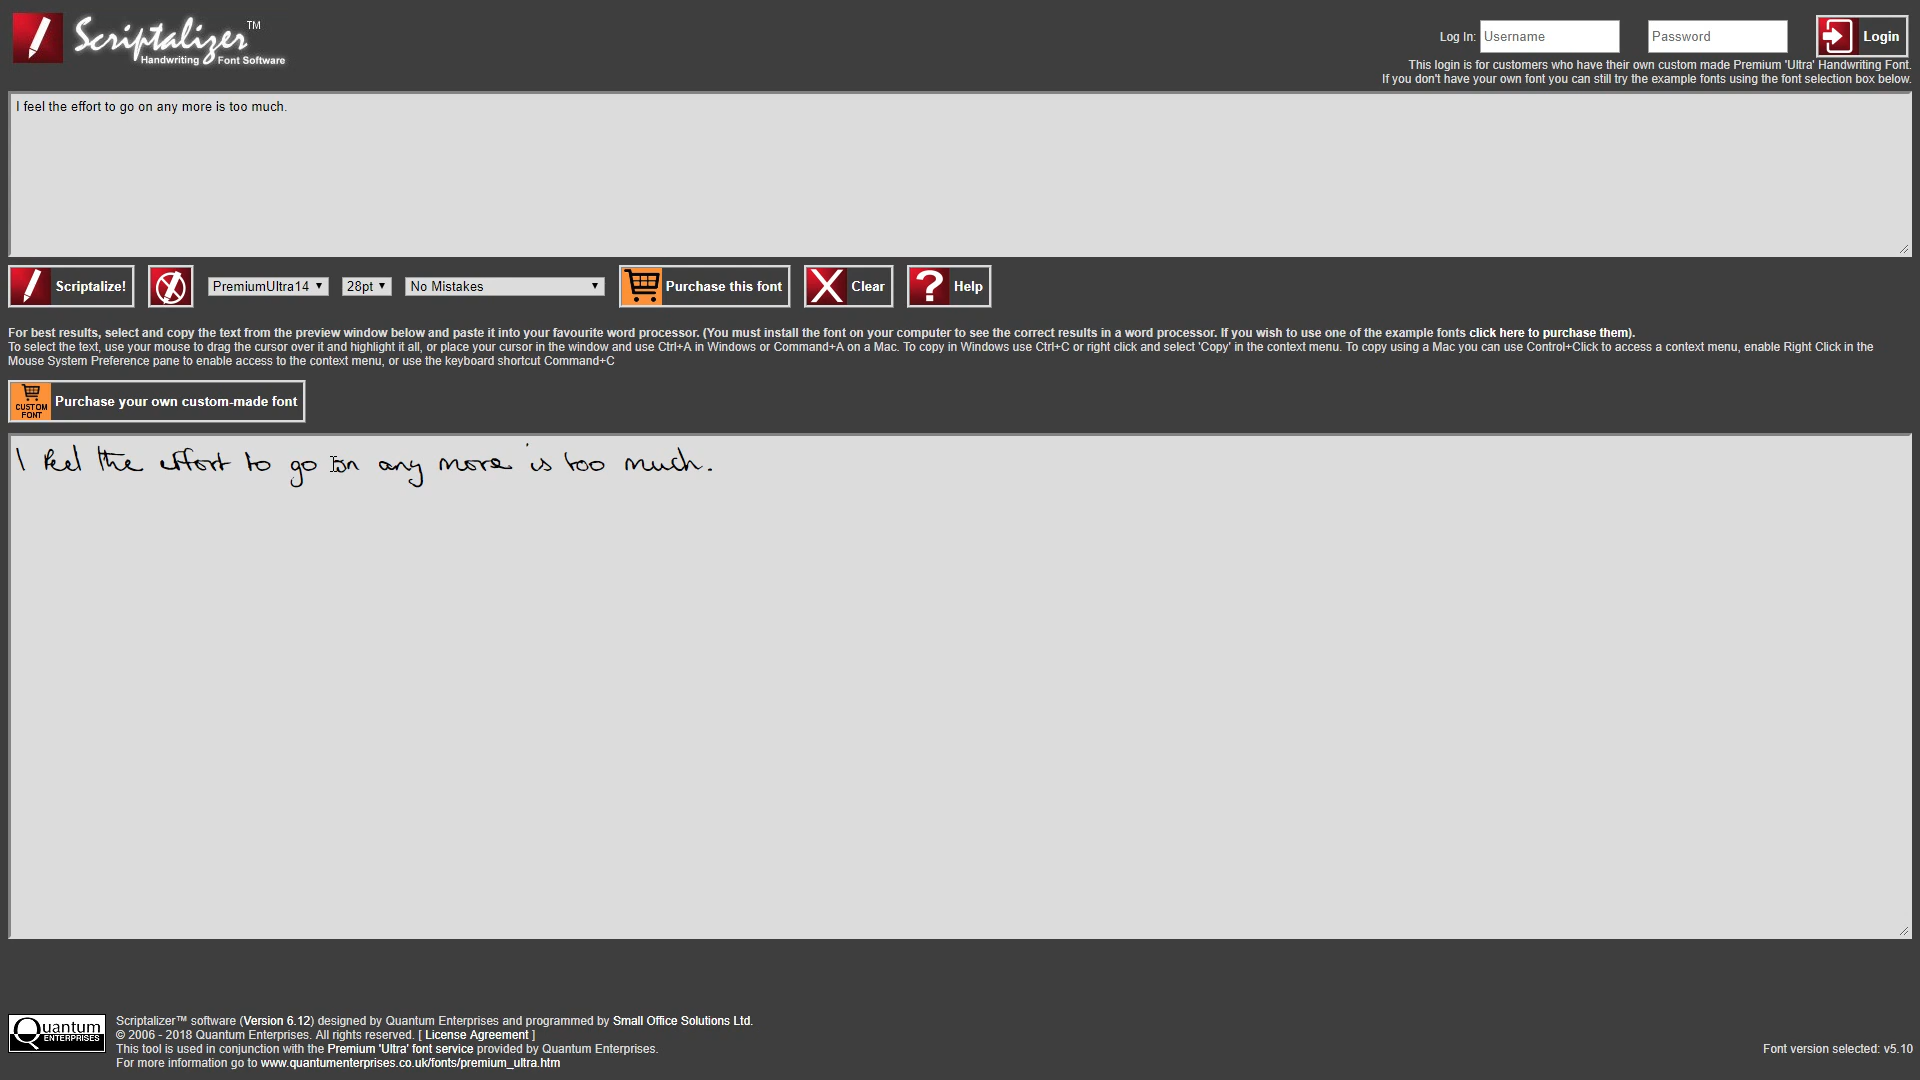 Scriptalizer™
Handwriting Font Software
Log In: Username Password Login
This login is for customers who have their own custom made Premium 'Ultra' Handwriting Font.
If you don't have your own font you can still try the example fonts using the font selection box below.
I feel the effort to go on any more is too much.
Scriptalize! PremiumUltra14 28pt No Mistakes Purchase this font Clear Help
For best results, select and copy the text from the preview window below and paste it into your favourite word processor. (You must install the font on your computer to see the correct results in a word processor. If you wish to use one of the example fonts click here to purchase them).
To select the text, use your mouse to drag the cursor over it and highlight it all, or place your cursor in the window and use Ctrl+A in Windows or Command+A on a Mac. To copy in Windows use Ctrl+C or right click and select 'Copy' in the context menu. To copy using a Mac you can use Control+Click to access a context menu, enable Right Click in the
Mouse System Preference pane to enable access to the context menu, or use the keyboard shortcut Command+C
CUSTOM FONT Purchase your own custom-made font
I feel the effort to go on any more is too much.
Quantum ENTERPRISES
Scriptalizer™ software (Version 6.12) designed by Quantum Enterprises and programmed by Small Office Solutions Ltd.
© 2006 - 2018 Quantum Enterprises. All rights reserved. [ License Agreement ]
This tool is used in conjunction with the Premium 'Ultra' font service provided by Quantum Enterprises.
For more information go to www.quantumenterprises.co.uk/fonts/premium_ultra.htm
Font version selected: v5.10